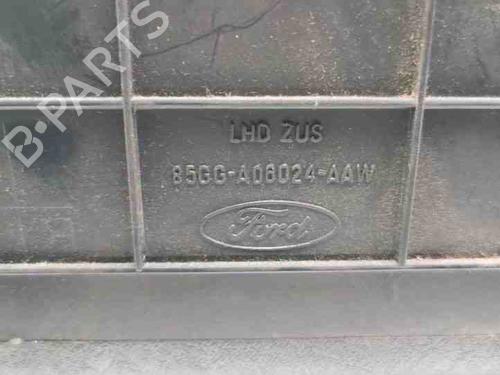 B-PARTS
LHD ZUS
85GG-A06024-AAW
Ford